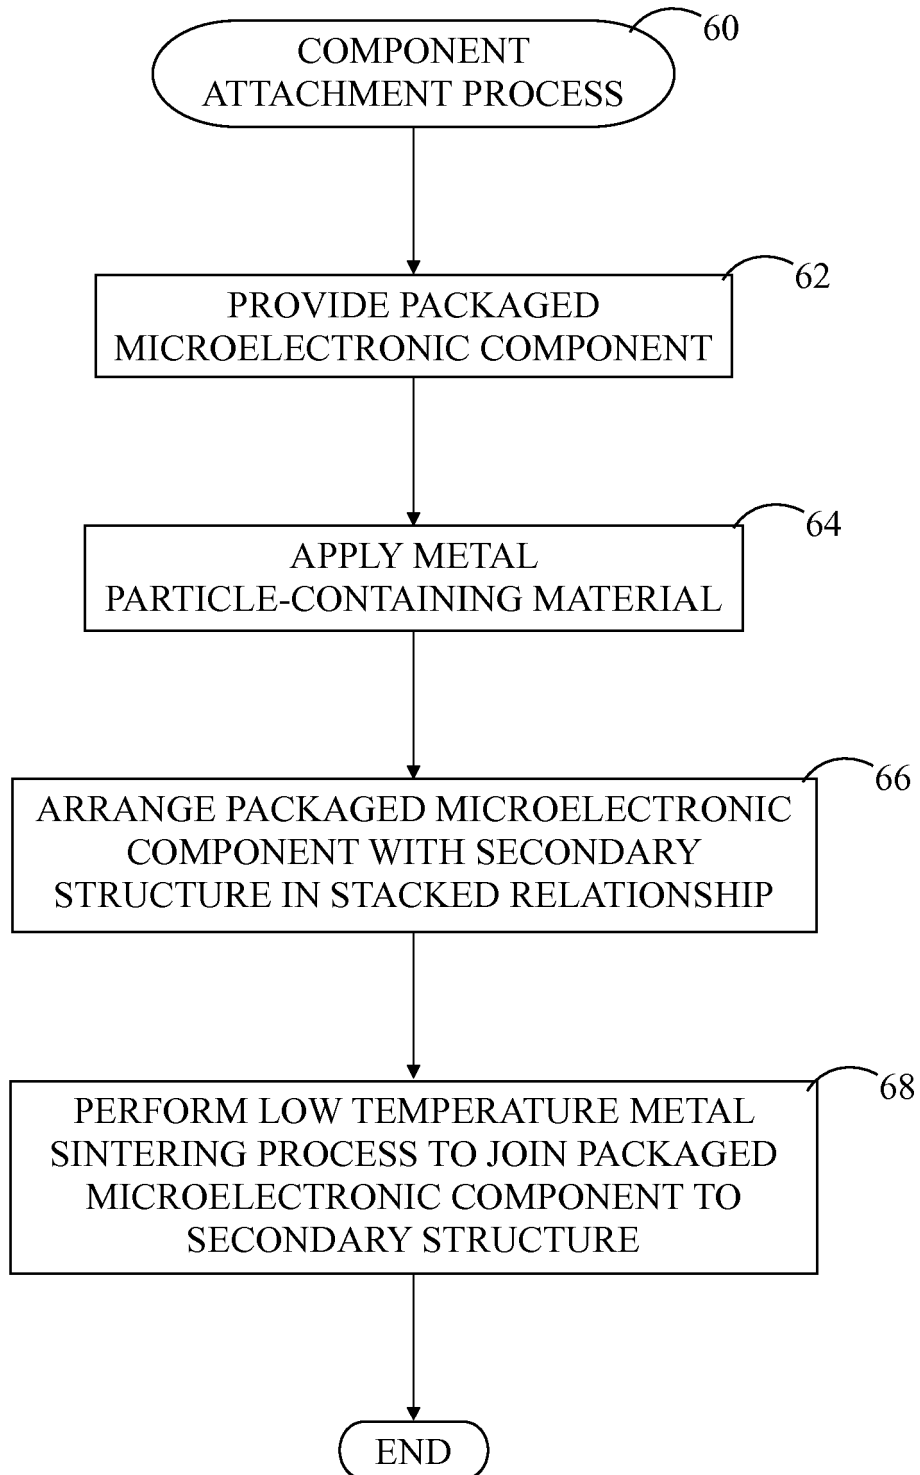 60
COMPONENT
ATTACHMENT PROCESS
62
PROVIDE PACKAGED
MICROELECTRONIC COMPONENT
64
APPLY METAL
PARTICLE-CONTAINING MATERIAL
66
ARRANGE PACKAGED MICROELECTRONIC
COMPONENT WITH SECONDARY
STRUCTURE IN STACKED RELATIONSHIP
68
PERFORM LOW TEMPERATURE METAL
SINTERING PROCESS TO JOIN PACKAGED
MICROELECTRONIC COMPONENT TO
SECONDARY STRUCTURE
END